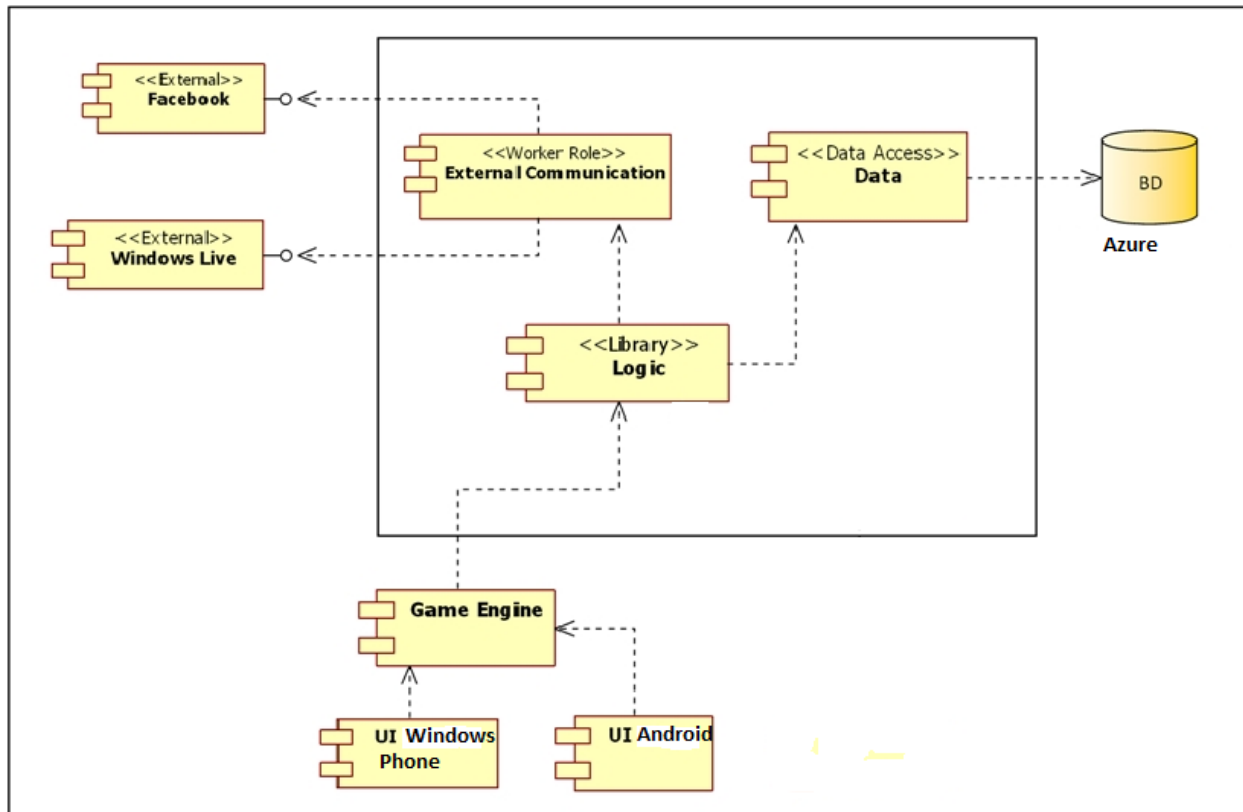 <<External>>
Facebook
<<Worker Role>>
External Communication
<<Data Access>>
Data
BD
Azure
<<External>>
Windows Live
<<Library>>
Logic
Game Engine
UI Windows
Phone
UI Android